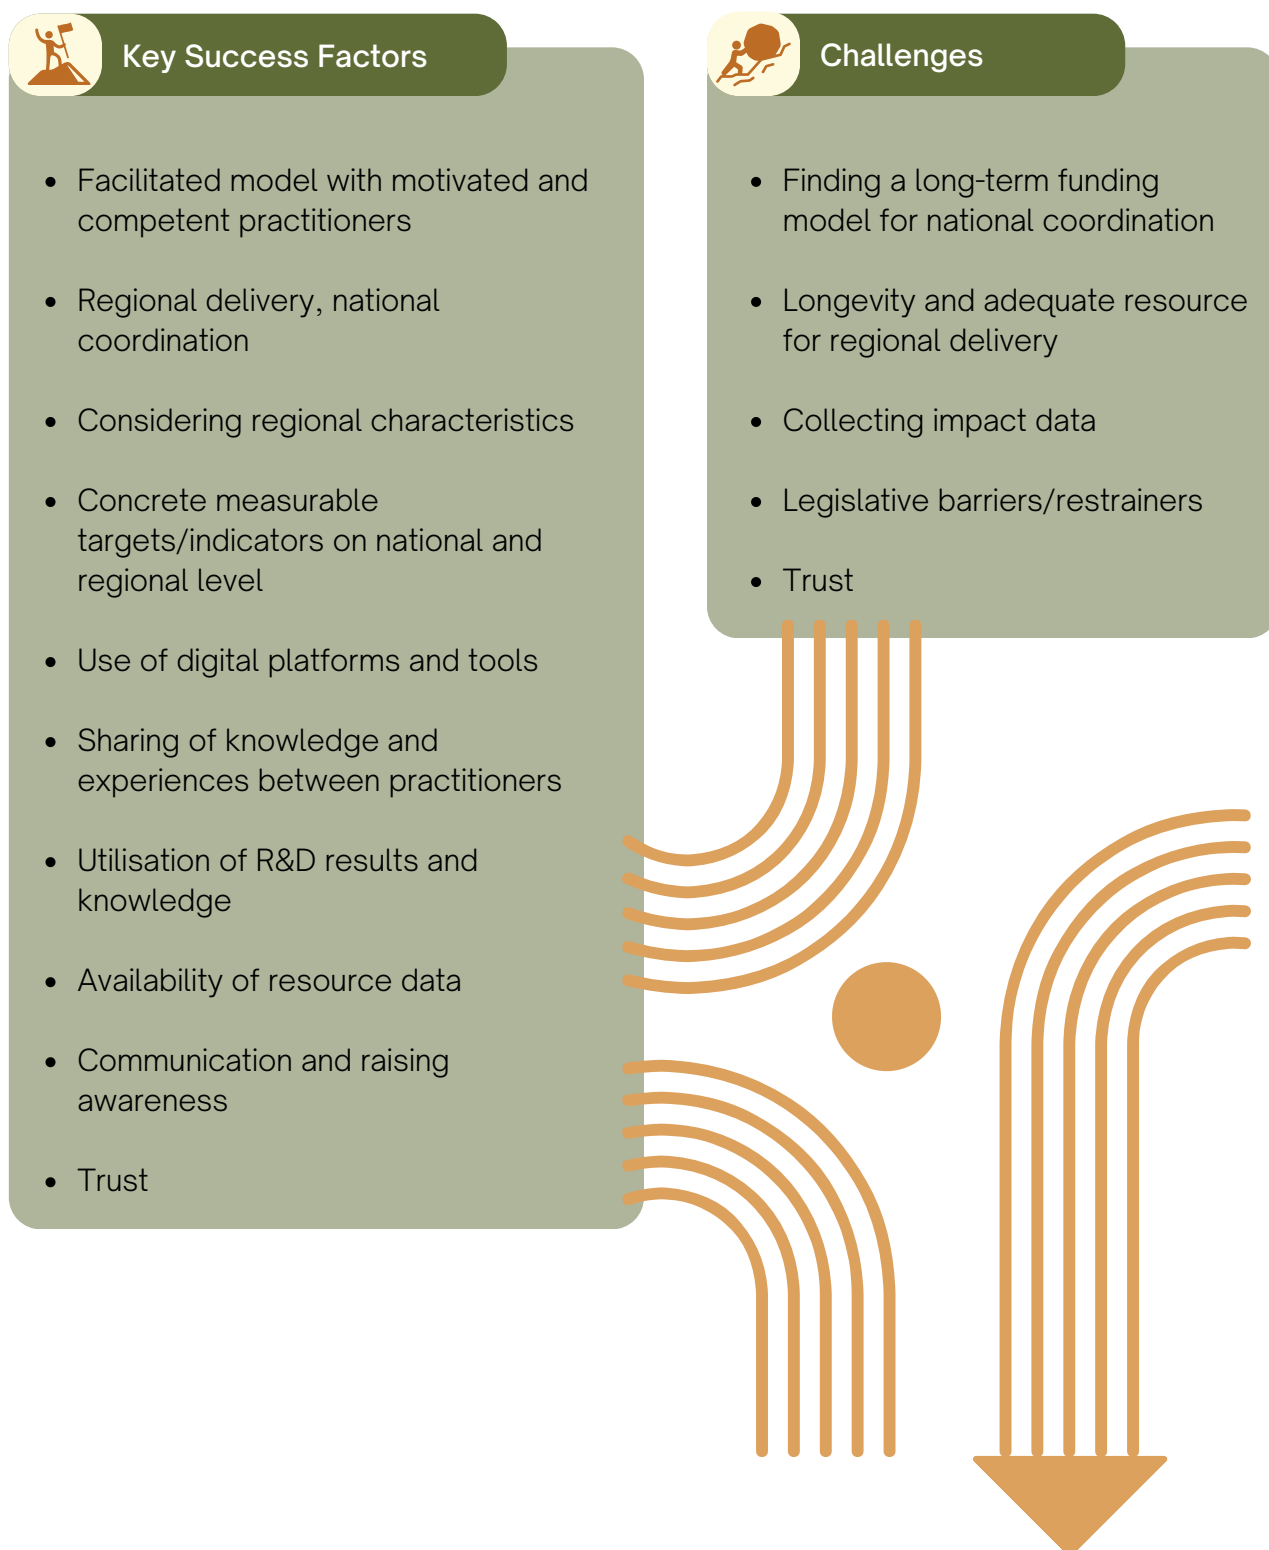 Key Success Factors
• Facilitated model with motivated and
competent practitioners
• Regional delivery, national
coordination
• Considering regional characteristics
• Concrete measurable
targets/indicators on national and
regional level
• Use of digital platforms and tools
• Sharing of knowledge and
experiences between practitioners
• Utilisation of R&D results and
knowledge
• Availability of resource data
• Communication and raising
awareness
• Trust
Challenges
• Finding a long-term funding
model for national coordination
• Longevity and adequate resource
for regional delivery
• Collecting impact data
• Legislative barriers/restrainers
• Trust